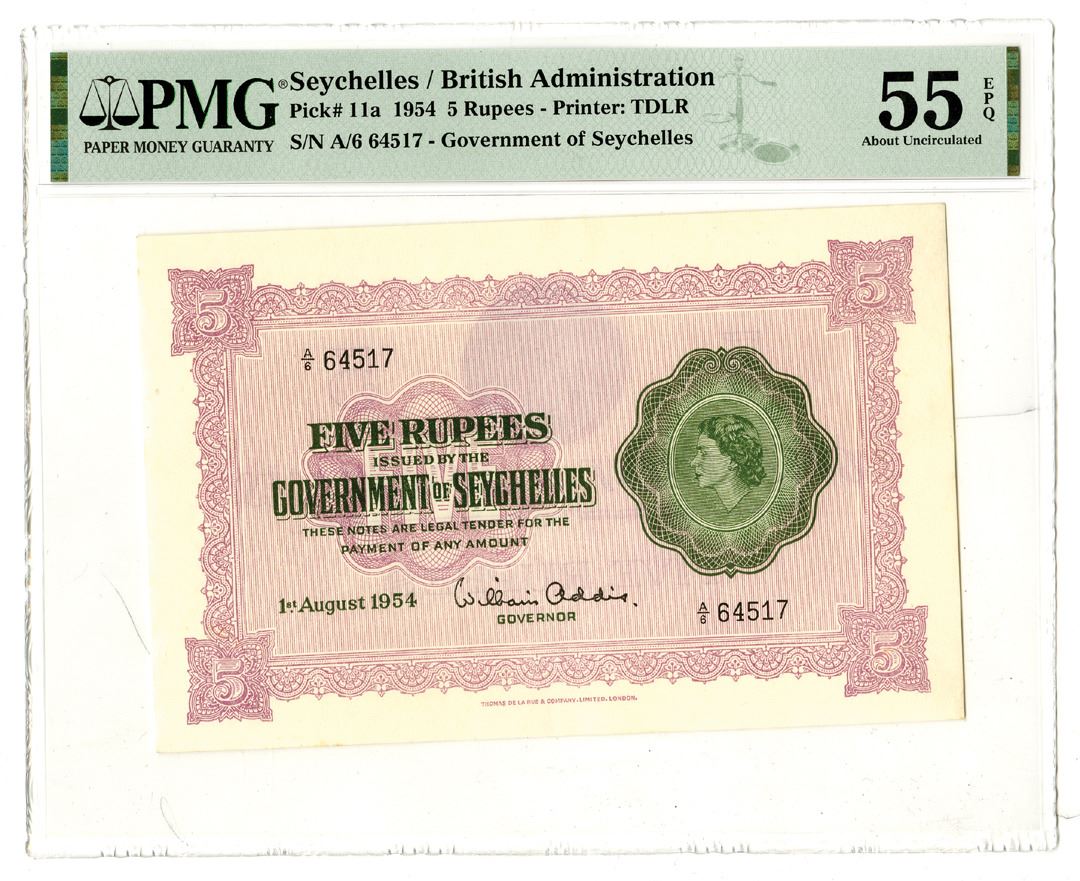 PMG®
PAPER MONEY GUARANTY
Seychelles / British Administration
Pick# 11a 1954 5 Rupees - Printer: TDLR
S/N A/6 64517 - Government of Seychelles
55
EPQ
About Uncirculated
5
5
A/6 64517
FIVE RUPEES
ISSUED BY THE
GOVERNMENT OF SEYCHELLES
THESE NOTES ARE LEGAL TENDER FOR THE
PAYMENT OF ANY AMOUNT
1st August 1954
William Addis.
GOVERNOR
A/6 64517
5
5
THOMAS DE LA RUE & COMPANY, LIMITED, LONDON.